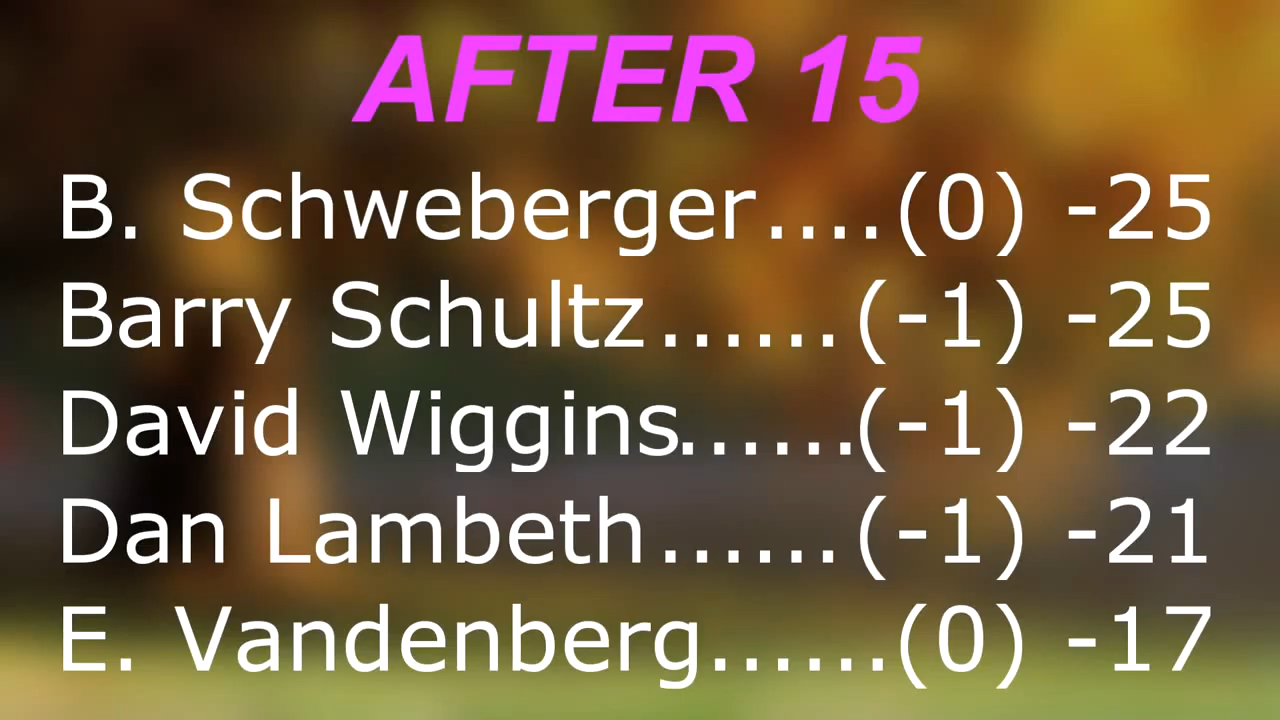 AFTER 15
B. Schweberger....(0) -25
Barry Schultz......(-1) -25
David Wiggins......(-1) -22
Dan Lambeth......(-1) -21
E. Vandenberg......(0) -17